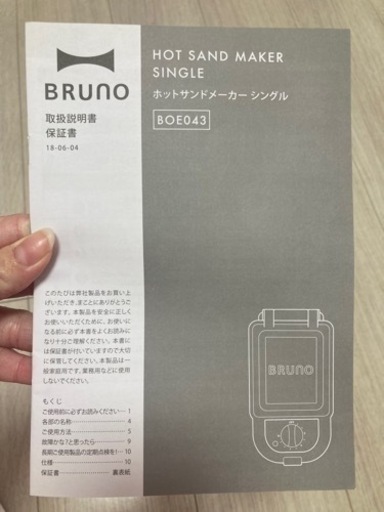 BRUNO
取扱説明書
保証書
18-06-04
HOT SAND MAKER
SINGLE
ホットサンドメーカー シングル
BOE043
このたびは弊社製品をお買い上
げいただき、まことにありがとうご
ざいます。本製品を安全に正しく
お使いいただくために、お使いに
なる前に必ず本書をよくお読みに
なり十分に理解ください。本書に
は保証書が付いていますので大切
に保管してください。本製品は一
般家庭用です。業務用などに使用
しないでください。
もくじ
ご使用前に必ずお読みください… 1
各部の名称 …………………… 4
ご使用方法 …………………… 5
故障かな?と思ったら ………… 9
長期ご使用製品の定期点検を!… 10
仕様 …………………………… 10
保証書 …………………… 裏表紙
BRUNO